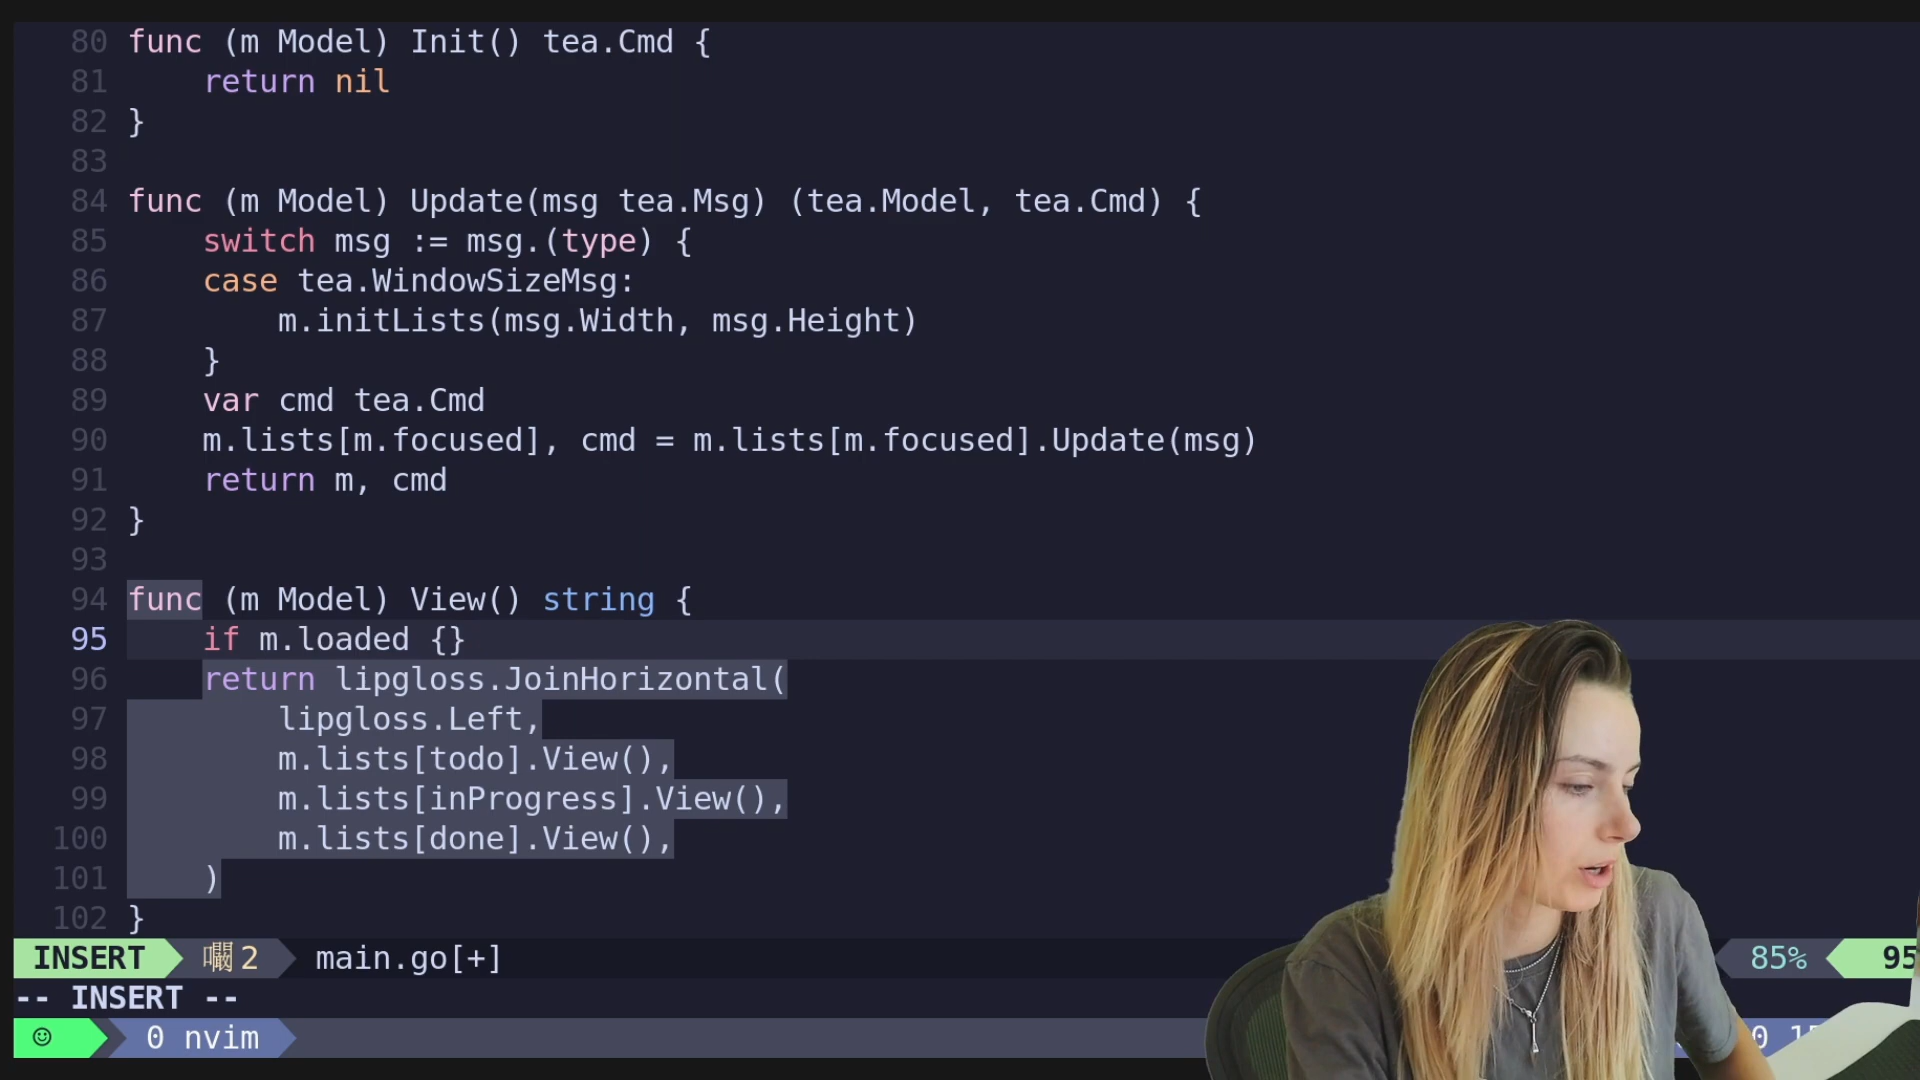 80 func (m Model) Init() tea.Cmd {
81 return nil
82 }
83
84 func (m Model) Update(msg tea.Msg) (tea.Model, tea.Cmd) {
85 switch msg := msg.(type) {
86 case tea.WindowSizeMsg:
87 m.initLists(msg.Width, msg.Height)
88 }
89 var cmd tea.Cmd
90 m.lists[m.focused], cmd = m.lists[m.focused].Update(msg)
91 return m, cmd
92 }
93
94 func (m Model) View() string {
95 if m.loaded {}
96 return lipgloss.JoinHorizontal(
97 lipgloss.Left,
98 m.lists[todo].View(),
99 m.lists[inProgress].View(),
100 m.lists[done].View(),
101 )
102 }
INSERT 2 main.go[+] 85% 95
-- INSERT --
0 nvim